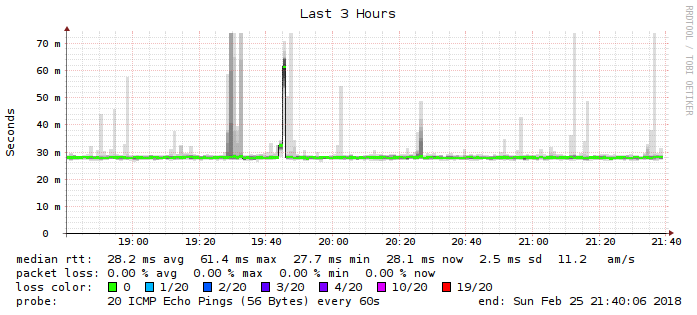 Last 3 Hours
RRDTOOL / TOBI OETIKER
Seconds
70 m
60 m
50 m
40 m
30 m
20 m
10 m
0
19:00 19:20 19:40 20:00 20:20 20:40 21:00 21:20 21:40
median rtt: 28.2 ms avg 61.4 ms max 27.7 ms min 28.1 ms now 2.5 ms sd 11.2 am/s
packet loss: 0.00 % avg 0.00 % max 0.00 % min 0.00 % now
loss color: 0 1/20 2/20 3/20 4/20 10/20 19/20
probe: 20 ICMP Echo Pings (56 Bytes) every 60s end: Sun Feb 25 21:40:06 2018